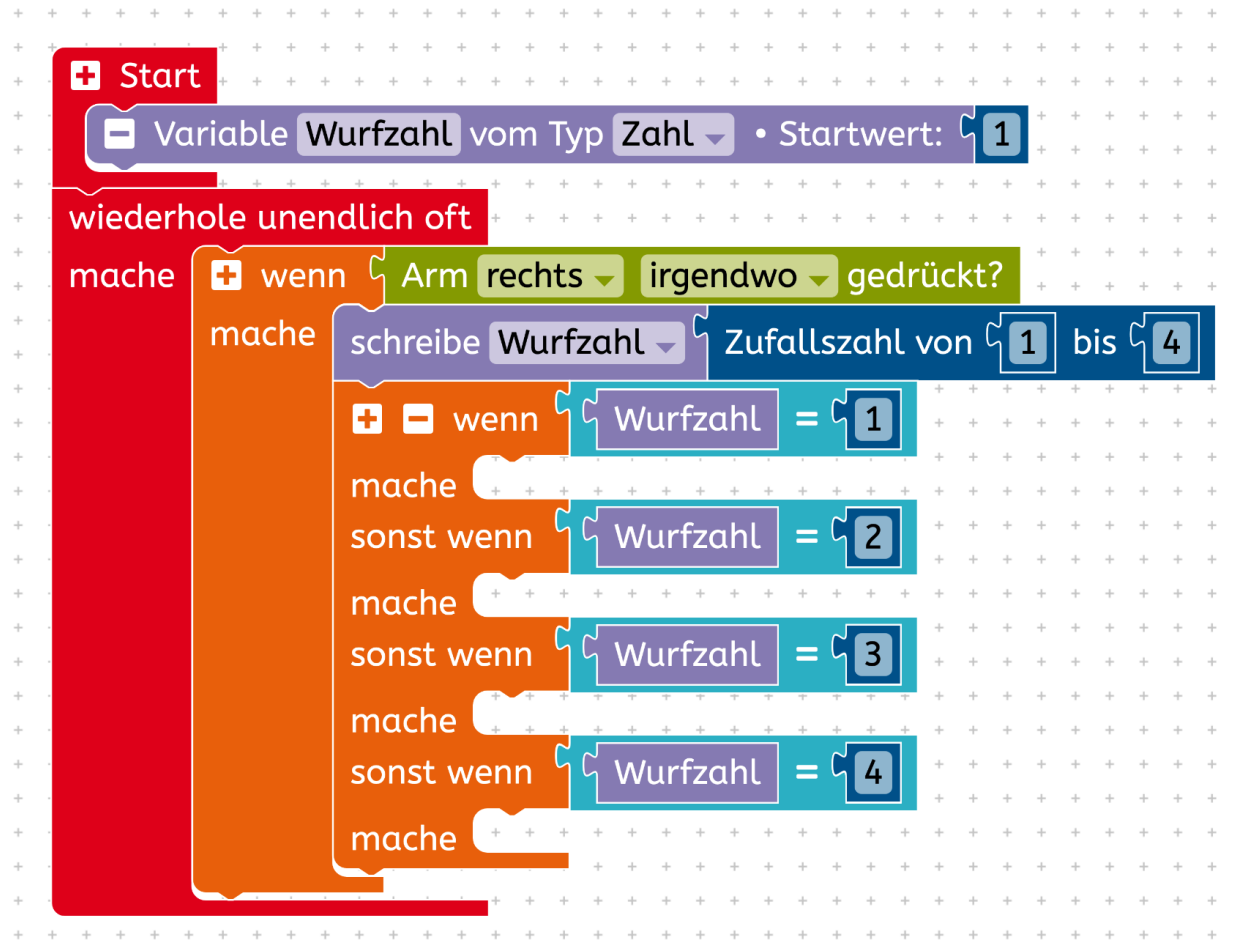 Start
Variable Wurfzahl vom Typ Zahl • Startwert: 1
wiederhole unendlich oft
mache wenn Arm rechts irgendwo gedrückt?
mache schreibe Wurfzahl Zufallszahl von 1 bis 4
wenn Wurfzahl = 1
mache
sonst wenn Wurfzahl = 2
mache
sonst wenn Wurfzahl = 3
mache
sonst wenn Wurfzahl = 4
mache